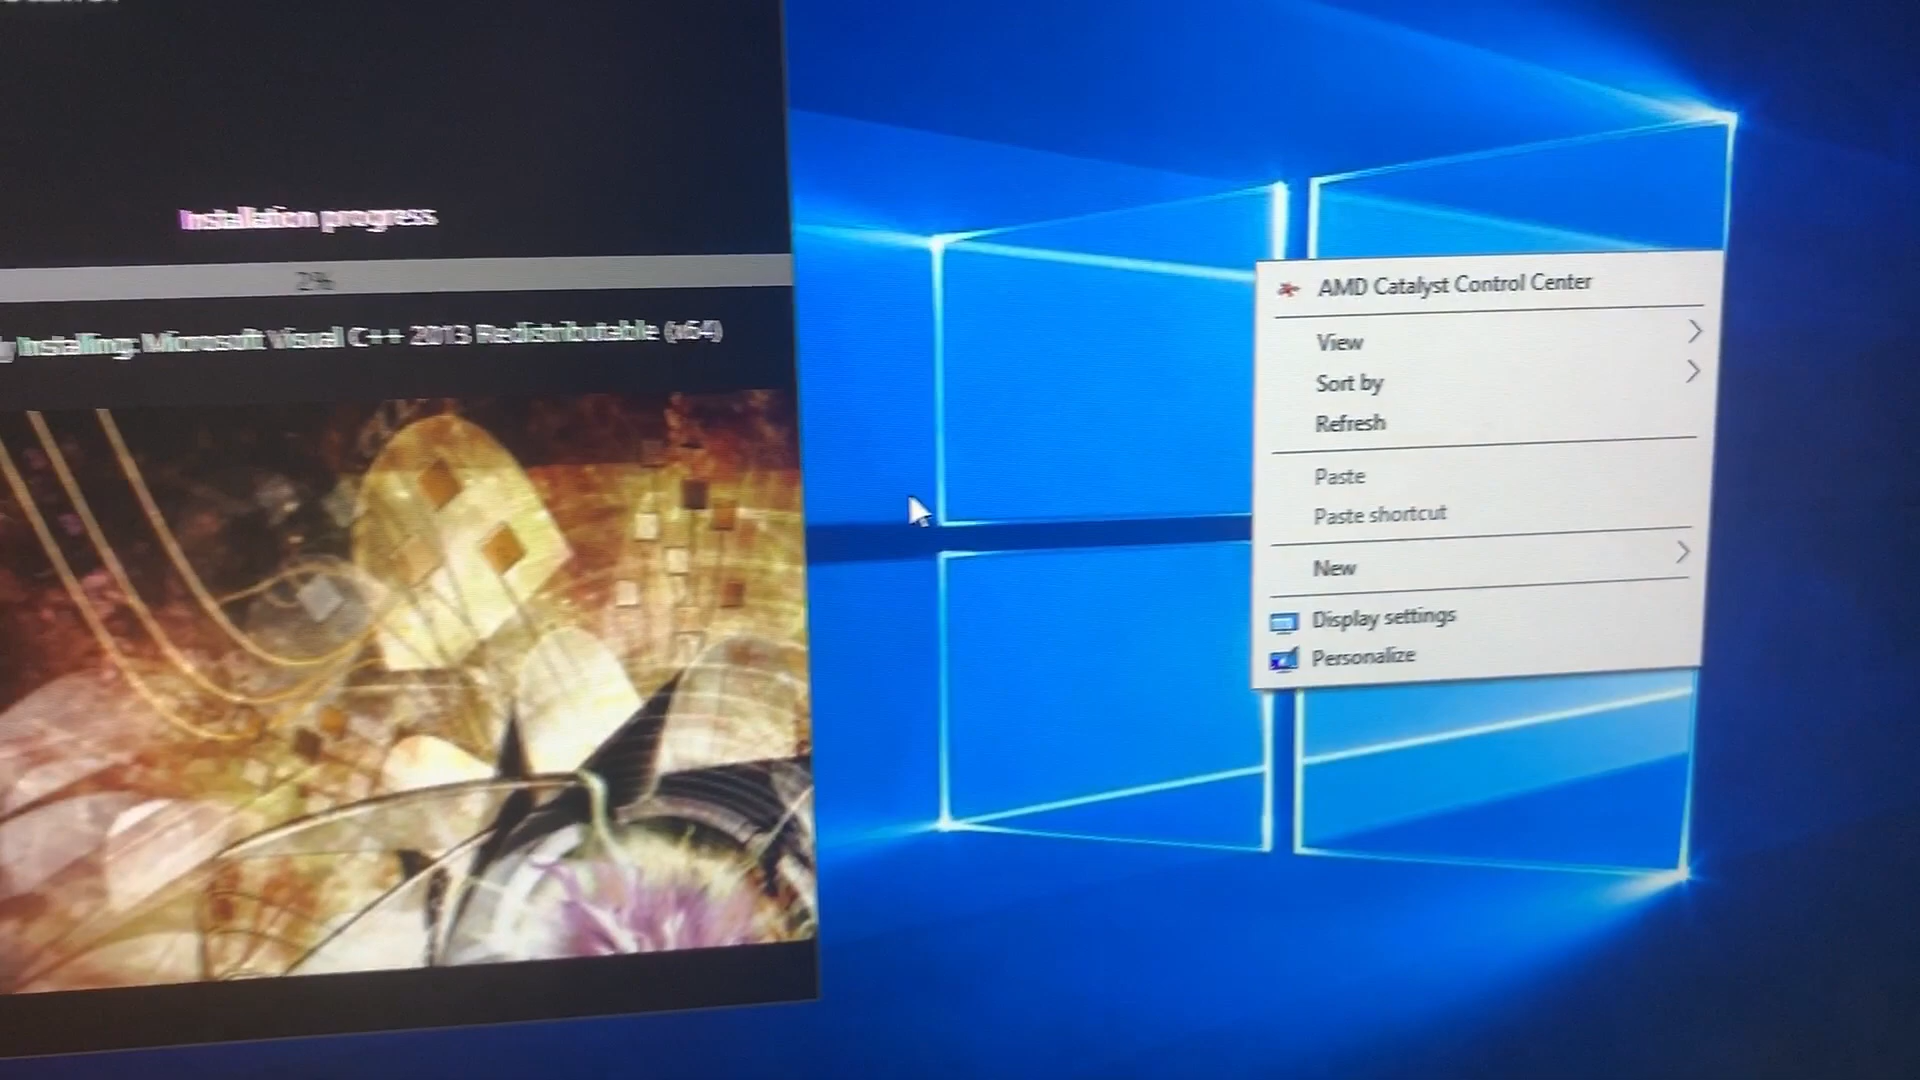 Installation progress
2%
Installing: Microsoft Visual C++ 2013 Redistributable (x64)
AMD Catalyst Control Center
View
Sort by
Refresh
Paste
Paste shortcut
New
Display settings
Personalize